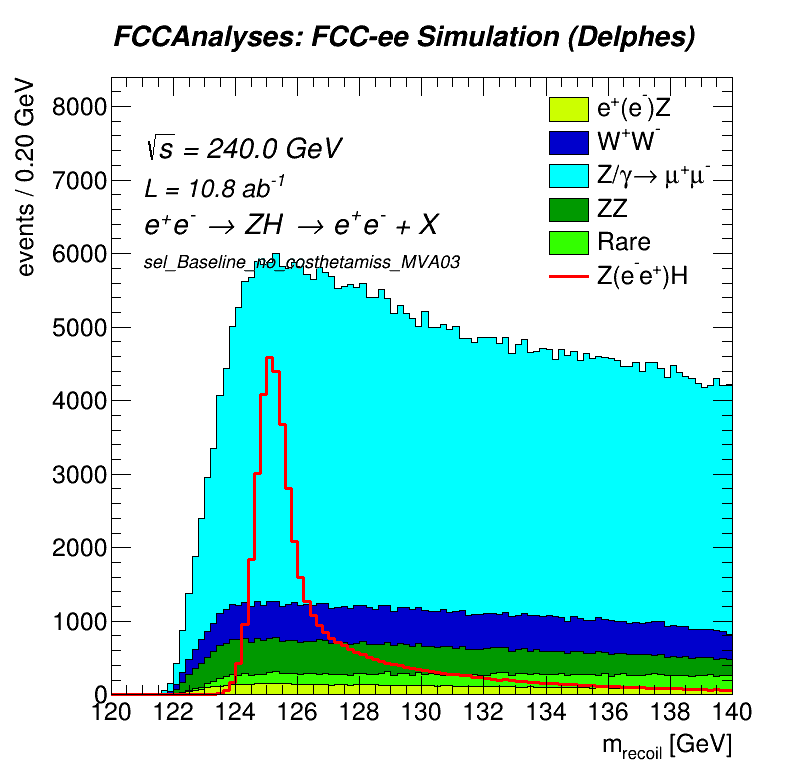 FCCAnalyses: FCC-ee Simulation (Delphes)
events / 0.20 GeV
8000
7000
6000
5000
4000
3000
2000
1000
0
√s = 240.0 GeV
L = 10.8 ab⁻¹
e⁺e⁻ → ZH → e⁺e⁻ + X
sel_Baseline_no_costhetamiss_MVA03
e⁺(e⁻)Z
W⁺W⁻
Z/γ→ μ⁺μ⁻
ZZ
Rare
Z(e⁻e⁺)H
120 122 124 126 128 130 132 134 136 138 140
m_recoil [GeV]